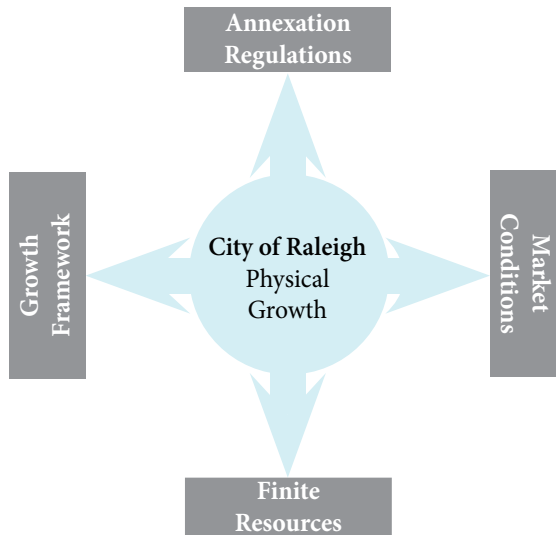 Annexation
Regulations
Growth
Framework
City of Raleigh
Physical
Growth
Market
Conditions
Finite
Resources